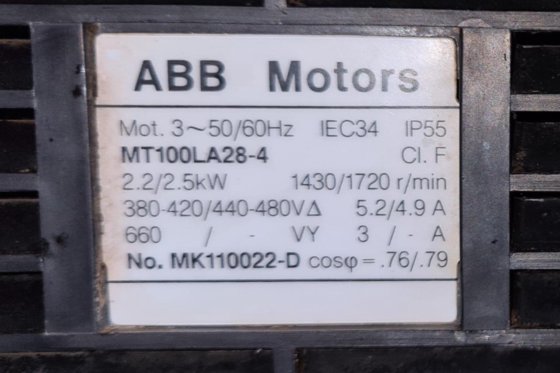 ABB Motors
Mot. 3~50/60Hz IEC34 IP55
MT100LA28-4 Cl. F
2.2/2.5kW 1430/1720 r/min
380-420/440-480VΔ 5.2/4.9 A
660 / - VY 3 / - A
No. MK110022-D cosφ = .76/.79